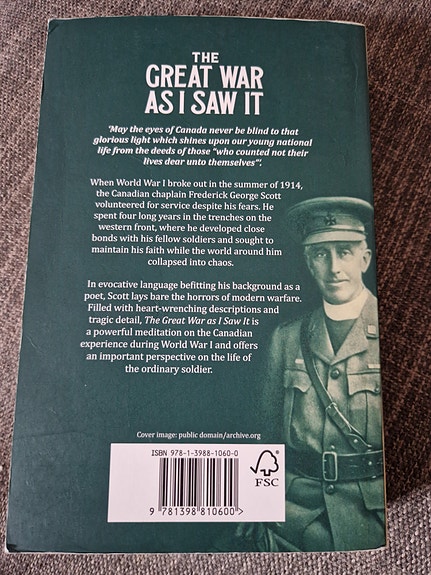 THE
GREAT WAR
AS I SAW IT
'May the eyes of Canada never be blind to that
glorious light which shines upon our young national
life from the deeds of those "who counted not their
lives dear unto themselves"'.
When World War I broke out in the summer of 1914,
the Canadian chaplain Frederick George Scott
volunteered for service despite his fears. He
spent four long years in the trenches on the
western front, where he developed close
bonds with his fellow soldiers and sought to
maintain his faith while the world around him
collapsed into chaos.
In evocative language befitting his background as a
poet, Scott lays bare the horrors of modern warfare.
Filled with heart-wrenching descriptions and
tragic detail, The Great War as I Saw It is
a powerful meditation on the Canadian
experience during World War I and offers
an important perspective on the life of
the ordinary soldier.
Cover image: public domain/archive.org
ISBN 978-1-3988-1060-0
9 781398 810600>
FSC